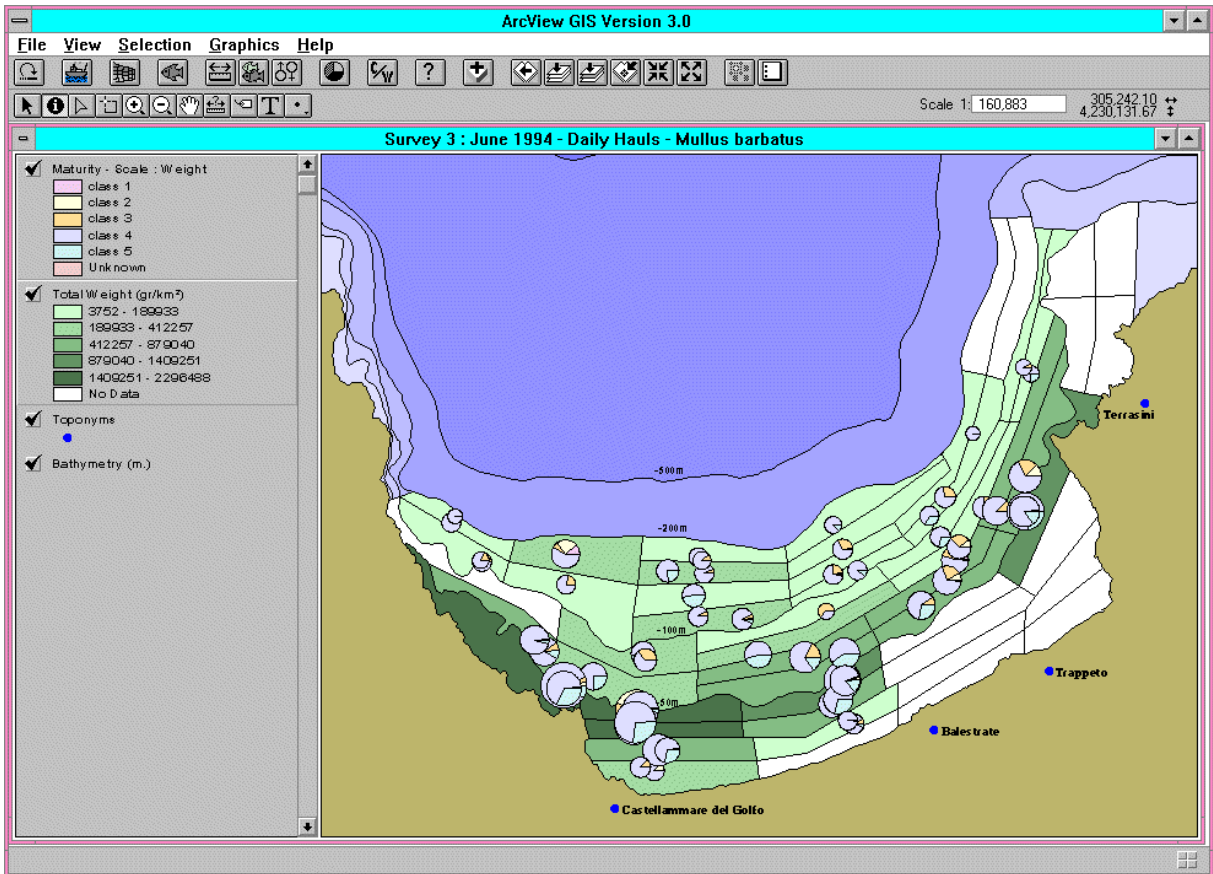 ArcView GIS Version 3.0
File View Selection Graphics Help
?
T
Scale 1: 160,883
305,242.10
4,230,131.67
Survey 3 : June 1994 - Daily Hauls - Mullus barbatus
Maturity - Scale : Weight
class 1
class 2
class 3
class 4
class 5
Unknown
Total Weight (gr/km²)
3752 - 189933
189933 - 412257
412257 - 879040
879040 - 1409251
1409251 - 2296488
No Data
Toponyms
Bathymetry (m.)
-500m
-200m
-100m
-50m
Terrasini
Trappeto
Balestrate
Castellammare del Golfo